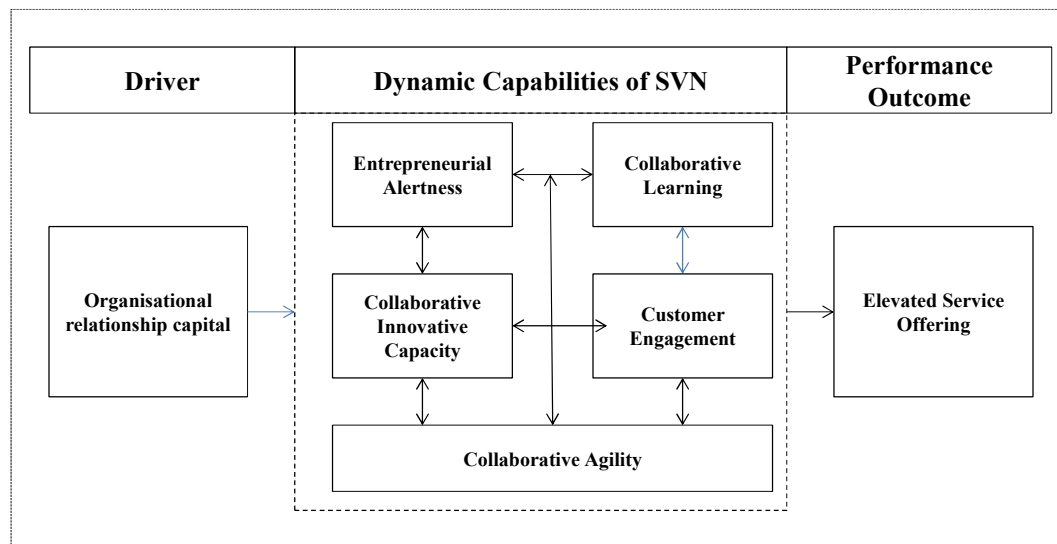 Driver
Dynamic Capabilities of SVN
Performance
Outcome
Entrepreneurial
Alertness
Collaborative
Learning
Organisational
relationship capital
Collaborative
Innovative
Capacity
Customer
Engagement
Elevated Service
Offering
Collaborative Agility